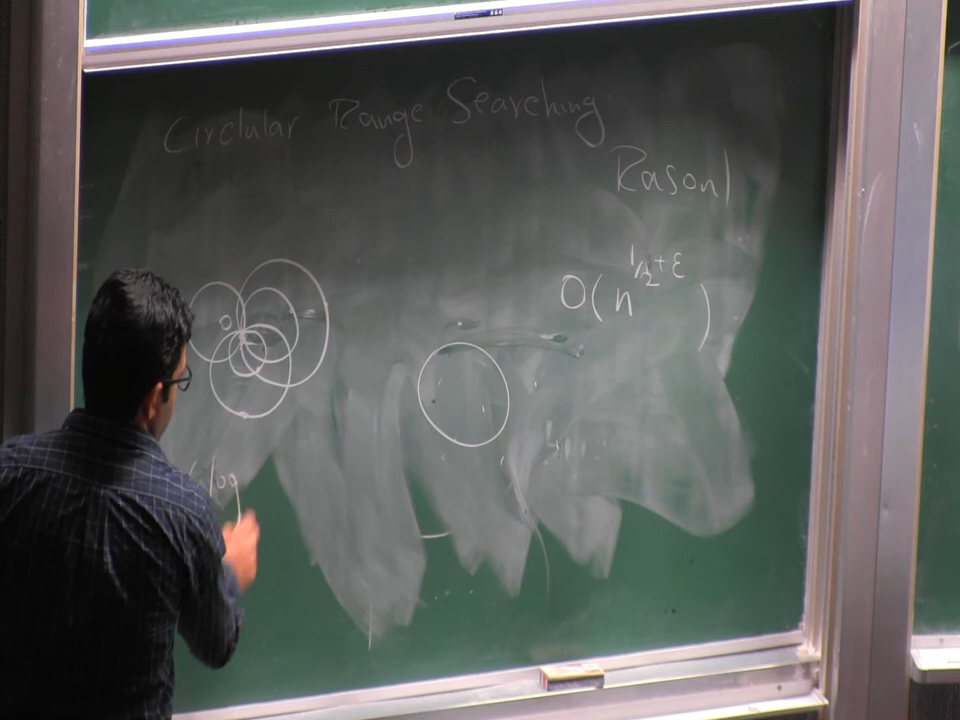 Circular Range Searching:
Rason
O(n^{1/2+ε})
log